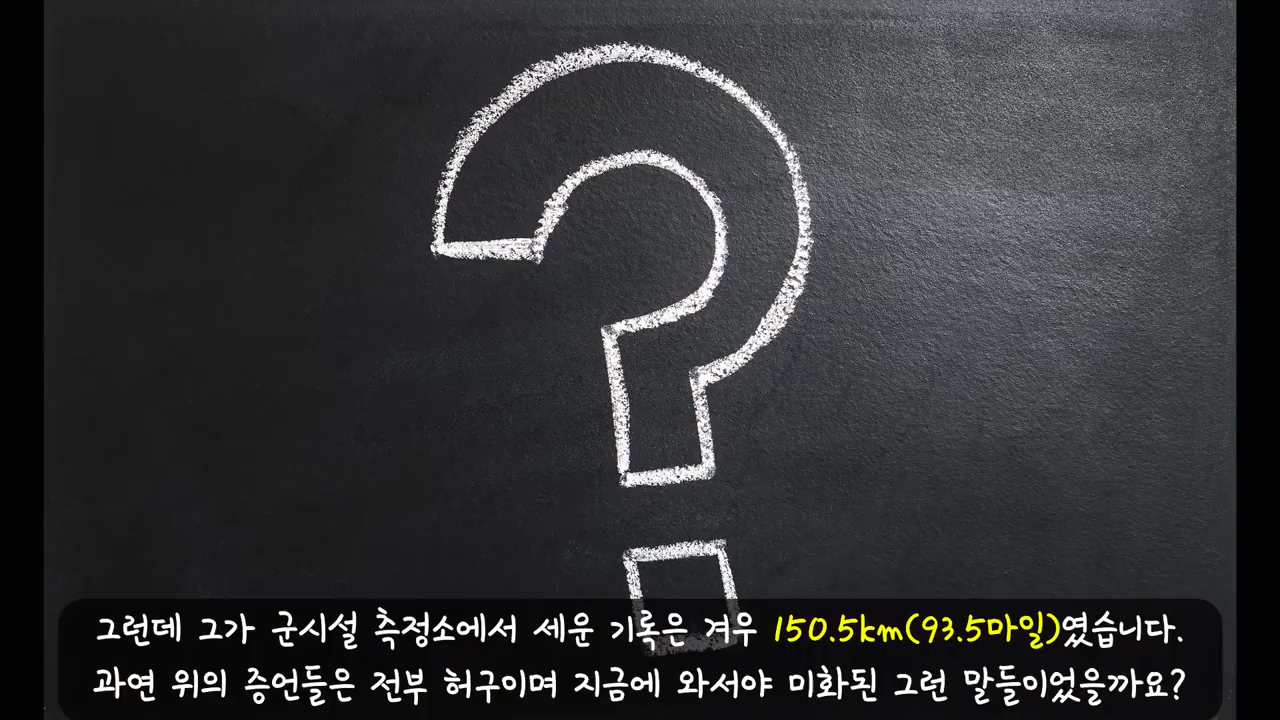 그런데 그가 군시설 측정소에서 세운 기록은 겨우 150.5km(93.5마일)였습니다.
과연 위의 증언들은 전부 허구이며 지금에 와서야 미화된 그런 말들이었을까요?